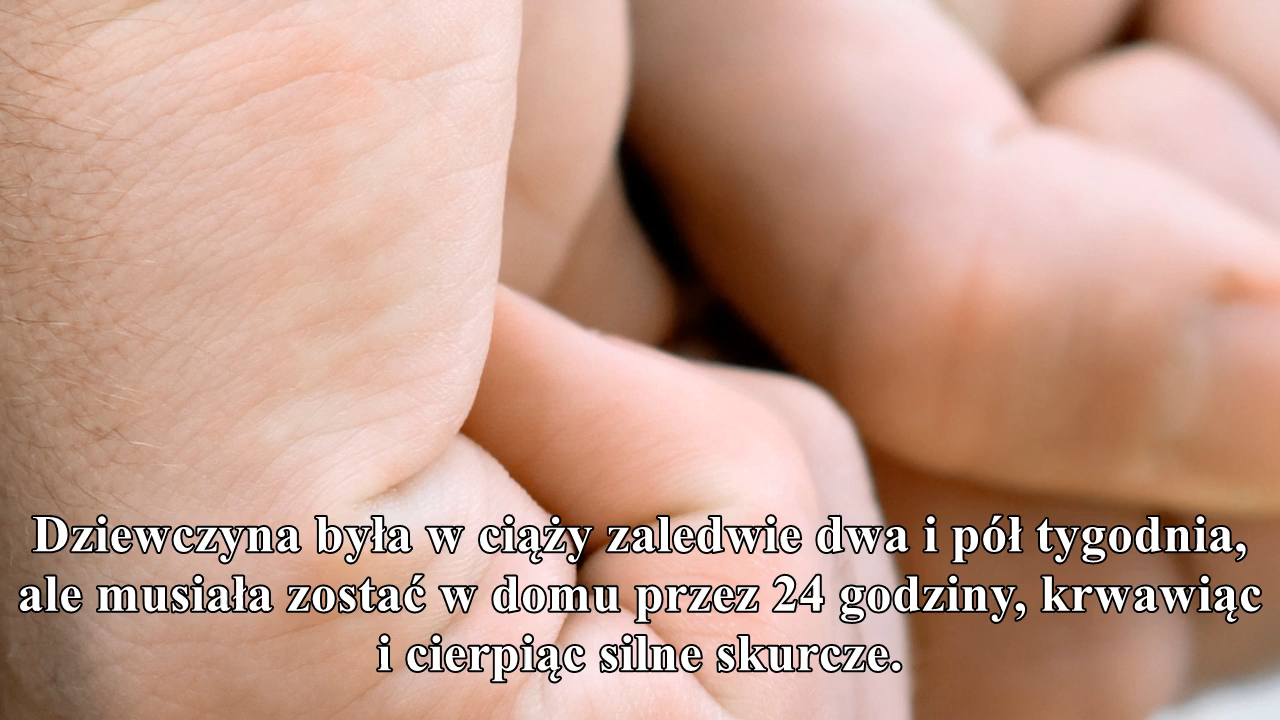 Dziewczyna była w ciąży zaledwie dwa i pół tygodnia,
ale musiała zostać w domu przez 24 godziny, krwawiąc
i cierpiąc silne skurcze.